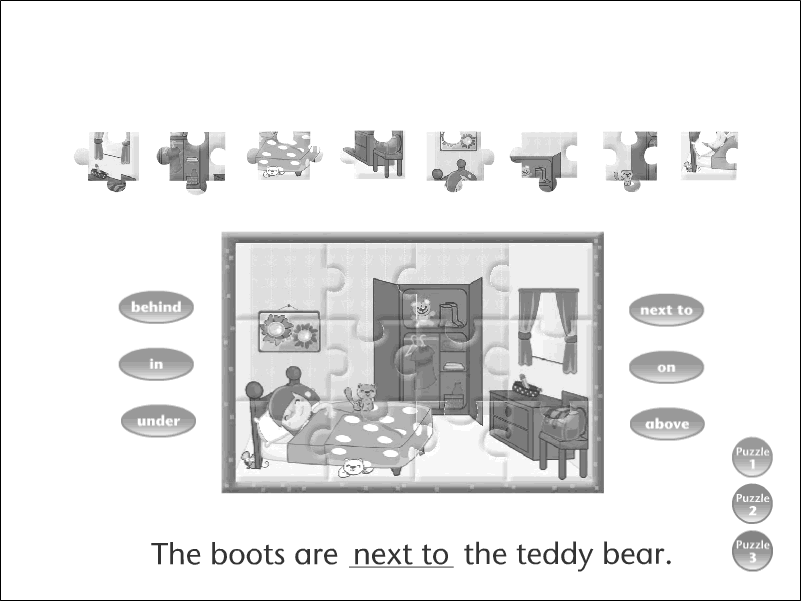 behind
in
under
next to
on
above
Puzzle
1
Puzzle
2
Puzzle
3
The boots are next to the teddy bear.